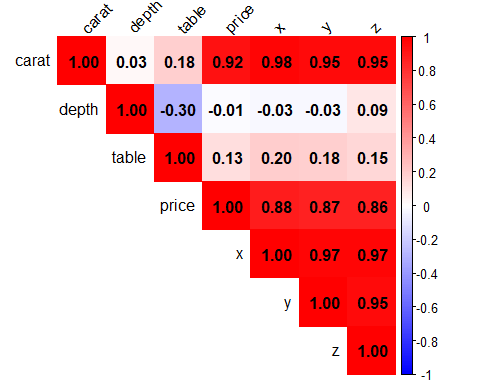 carat depth table price x y z
carat 1.00 0.03 0.18 0.92 0.98 0.95 0.95
depth 1.00 -0.30 -0.01 -0.03 -0.03 0.09
table 1.00 0.13 0.20 0.18 0.15
price 1.00 0.88 0.87 0.86
x 1.00 0.97 0.97
y 1.00 0.95
z 1.00
1
0.8
0.6
0.4
0.2
0
-0.2
-0.4
-0.6
-0.8
-1